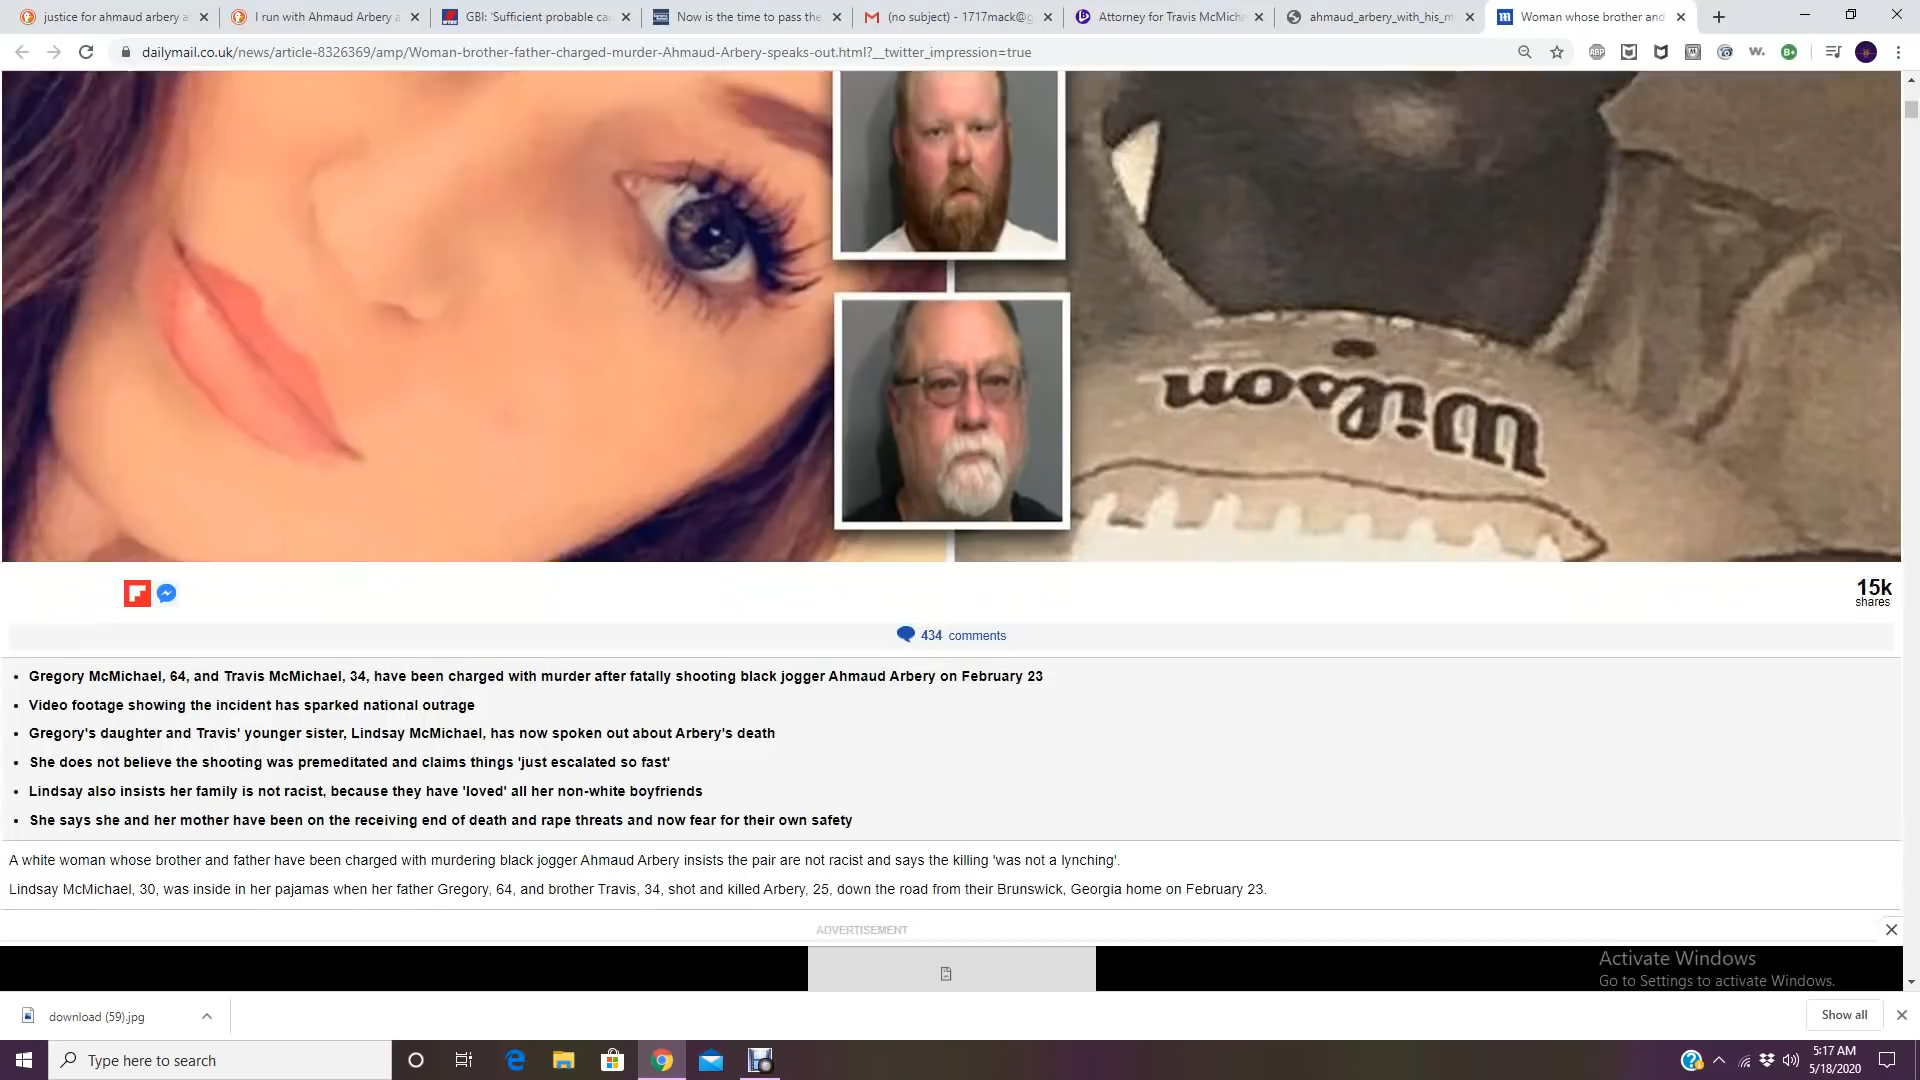 justice for ahmaud arbery a
I run with Ahmaud Arbery a
GBI: 'Sufficient probable ca
Now is the time to pass the
(no subject) - 1717mack@g
Attorney for Travis McMich
ahmaud_arbery_with_his_m
Woman whose brother and
dailymail.co.uk/news/article-8326369/amp/Woman-brother-father-charged-murder-Ahmaud-Arbery-speaks-out.html?__twitter_impression=true
Wilson
15k
shares
434 comments
• Gregory McMichael, 64, and Travis McMichael, 34, have been charged with murder after fatally shooting black jogger Ahmaud Arbery on February 23
• Video footage showing the incident has sparked national outrage
• Gregory's daughter and Travis' younger sister, Lindsay McMichael, has now spoken out about Arbery's death
• She does not believe the shooting was premeditated and claims things 'just escalated so fast'
• Lindsay also insists her family is not racist, because they have 'loved' all her non-white boyfriends
• She says she and her mother have been on the receiving end of death and rape threats and now fear for their own safety
A white woman whose brother and father have been charged with murdering black jogger Ahmaud Arbery insists the pair are not racist and says the killing 'was not a lynching'.
Lindsay McMichael, 30, was inside in her pajamas when her father Gregory, 64, and brother Travis, 34, shot and killed Arbery, 25, down the road from their Brunswick, Georgia home on February 23.
ADVERTISEMENT
Activate Windows
Go to Settings to activate Windows.
download (59).jpg
Show all
Type here to search
5:17 AM
5/18/2020